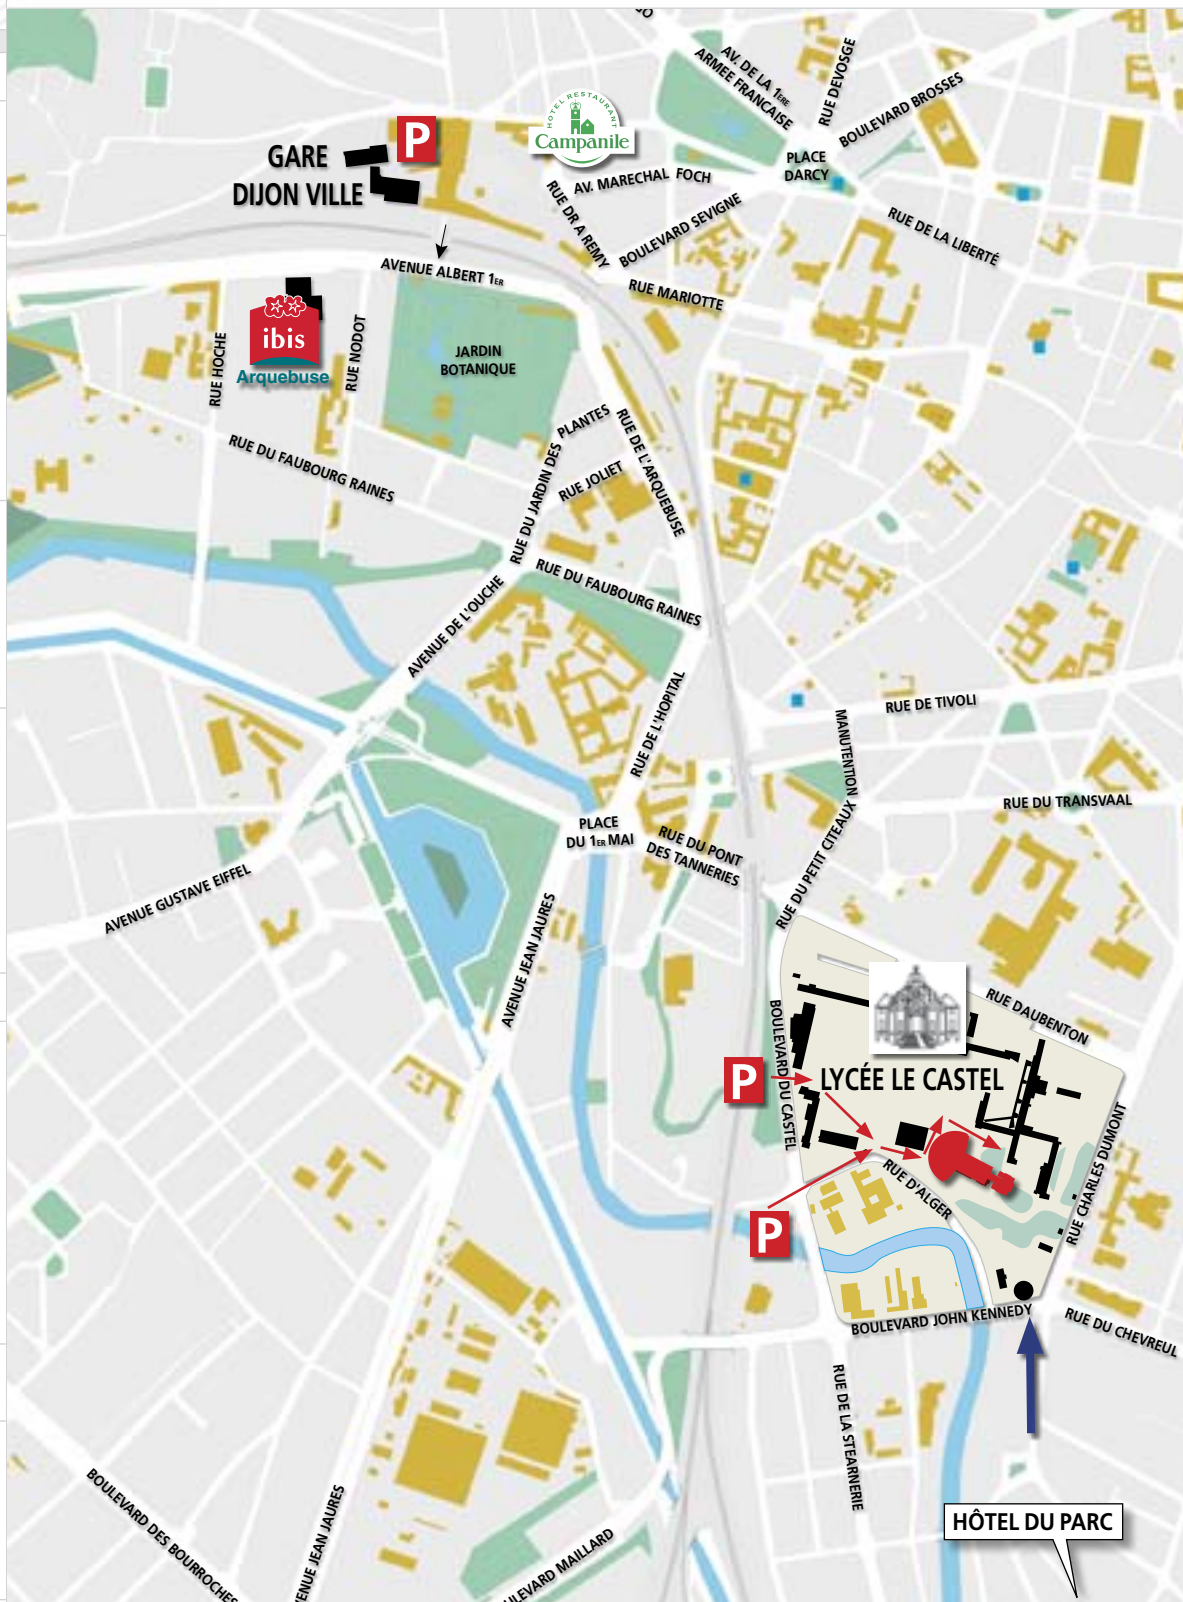 AV. DE LA 1ERE
ARMEE FRANCAISE
RUE DEVOSGE
BOULEVARD BROSSES
HOTEL RESTAURANT
Campanile
P
GARE
DIJON VILLE
PLACE
DARCY
AV. MARECHAL FOCH
RUE DR A REMY
BOULEVARD SEVIGNE
RUE DE LA LIBERTÉ
AVENUE ALBERT 1ER
RUE MARIOTTE
ibis
Arquebuse
RUE HOCHE
RUE NODOT
JARDIN
BOTANIQUE
RUE DU FAUBOURG RAINES
RUE DU JARDIN DES PLANTES
RUE JOLIET
RUE DE L'ARQUEBUSE
RUE DU FAUBOURG RAINES
AVENUE DE L'OUCHE
RUE DE L'HOPITAL
RUE DE TIVOLI
MANUTENTION
RUE DU TRANSVAAL
PLACE
DU 1ER MAI
RUE DU PONT
DES TANNERIES
RUE DU PETIT CITEAUX
AVENUE GUSTAVE EIFFEL
AVENUE JEAN JAURES
RUE DAUBENTON
BOULEVARD DU CASTEL
P
LYCÉE LE CASTEL
RUE CHARLES DUMONT
RUE D'ALGER
P
BOULEVARD JOHN KENNEDY
RUE DU CHEVREUL
RUE DE LA STEARNERIE
BOULEVARD DES BOURROCHES
VENUE JEAN JAURES
ULEVARD MAILLARD
HÔTEL DU PARC